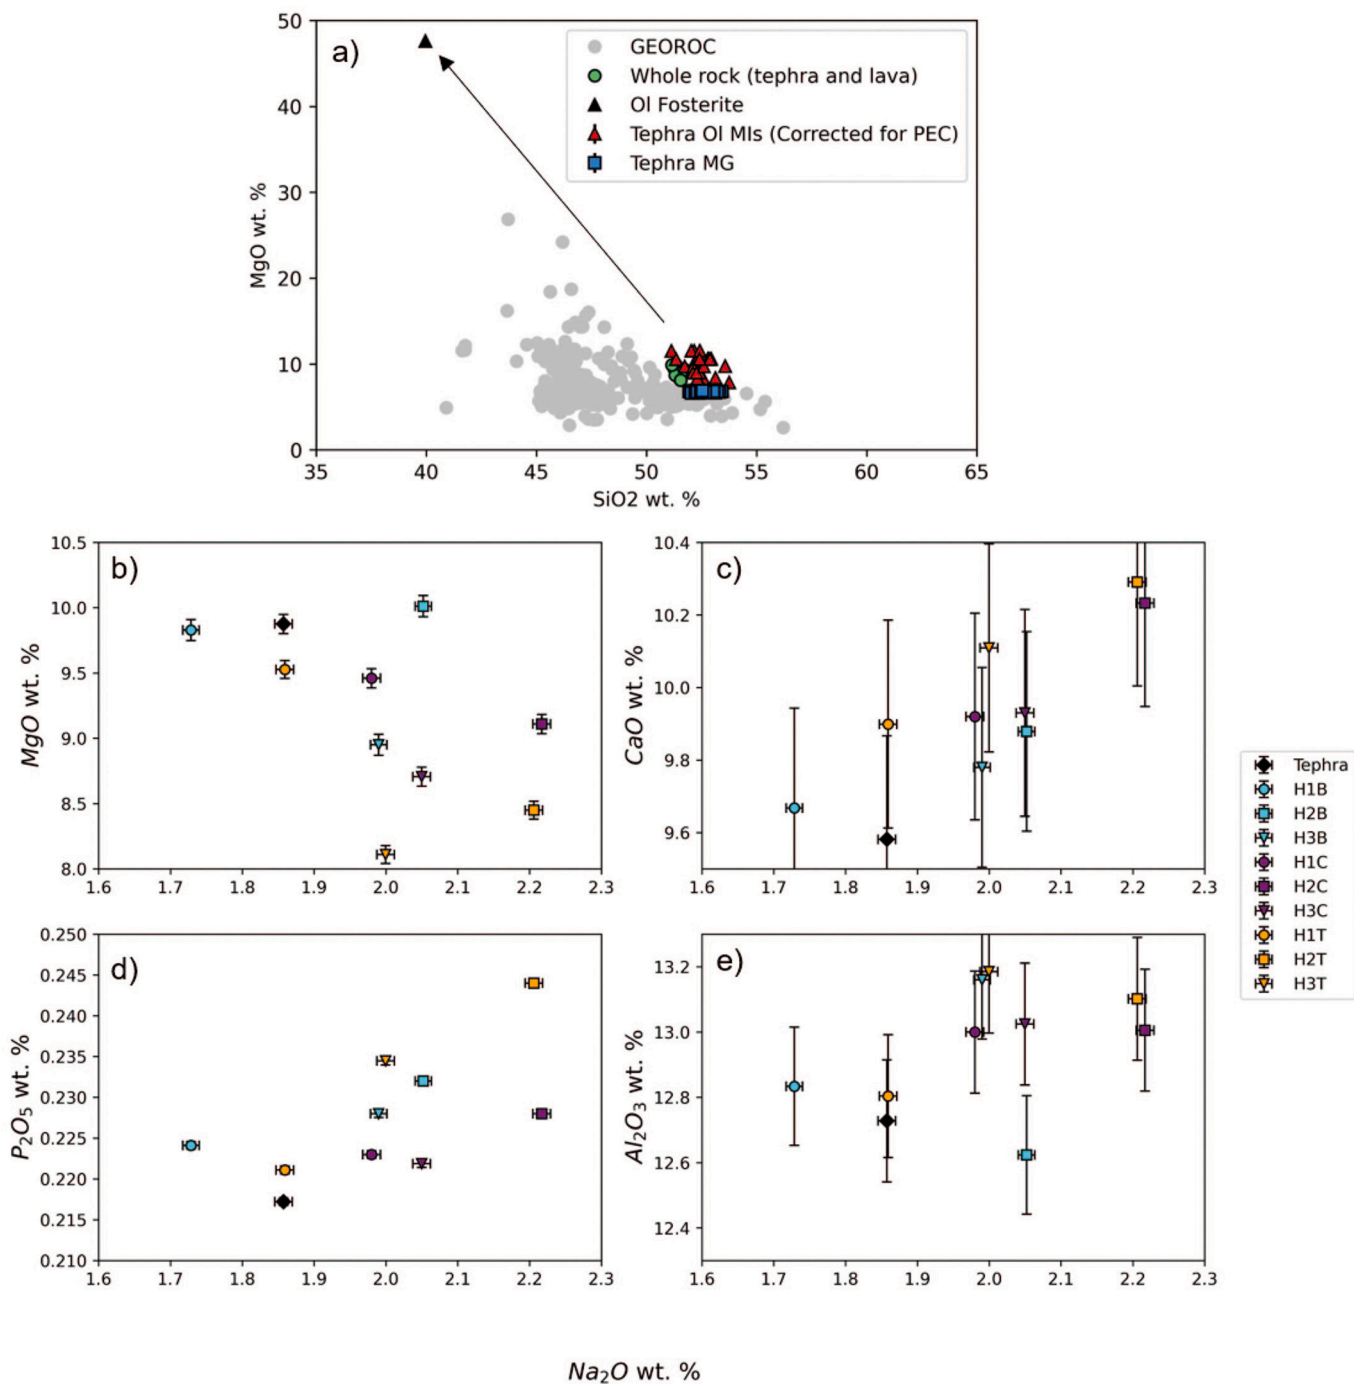 a)
50
40
30
20
10
0
MgO wt. %
GEOROC
Whole rock (tephra and lava)
Ol Fosterite
Tephra Ol MIs (Corrected for PEC)
Tephra MG
35 40 45 50 55 60 65
SiO2 wt. %
b)
10.5
10.0
9.5
9.0
8.5
8.0
MgO wt. %
1.6 1.7 1.8 1.9 2.0 2.1 2.2 2.3
c)
10.4
10.2
10.0
9.8
9.6
CaO wt. %
1.6 1.7 1.8 1.9 2.0 2.1 2.2 2.3
Tephra
H1B
H2B
H3B
H1C
H2C
H3C
H1T
H2T
H3T
d)
0.250
0.245
0.240
0.235
0.230
0.225
0.220
0.215
0.210
P₂O₅ wt. %
1.6 1.7 1.8 1.9 2.0 2.1 2.2 2.3
e)
13.2
13.0
12.8
12.6
12.4
Al₂O₃ wt. %
1.6 1.7 1.8 1.9 2.0 2.1 2.2 2.3
Na₂O wt. %